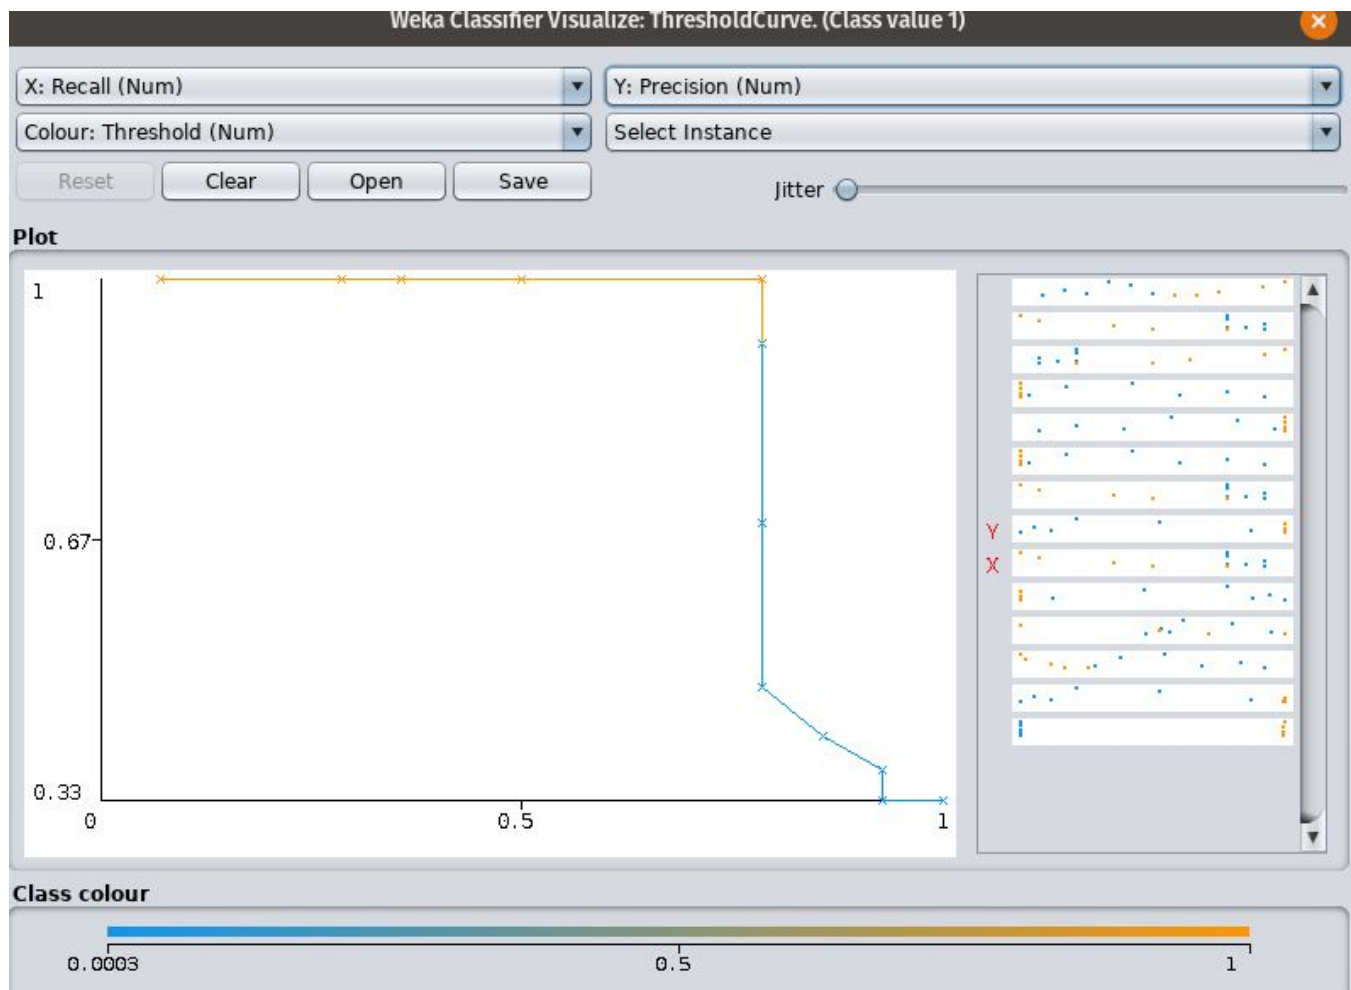 Weka Classifier Visualize: ThresholdCurve. (Class value 1)
X: Recall (Num)
Y: Precision (Num)
Colour: Threshold (Num)
Select Instance
Reset
Clear
Open
Save
Jitter
Plot
1
0.67
0.33
0
0.5
1
Y
X
Class colour
0.0003
0.5
1